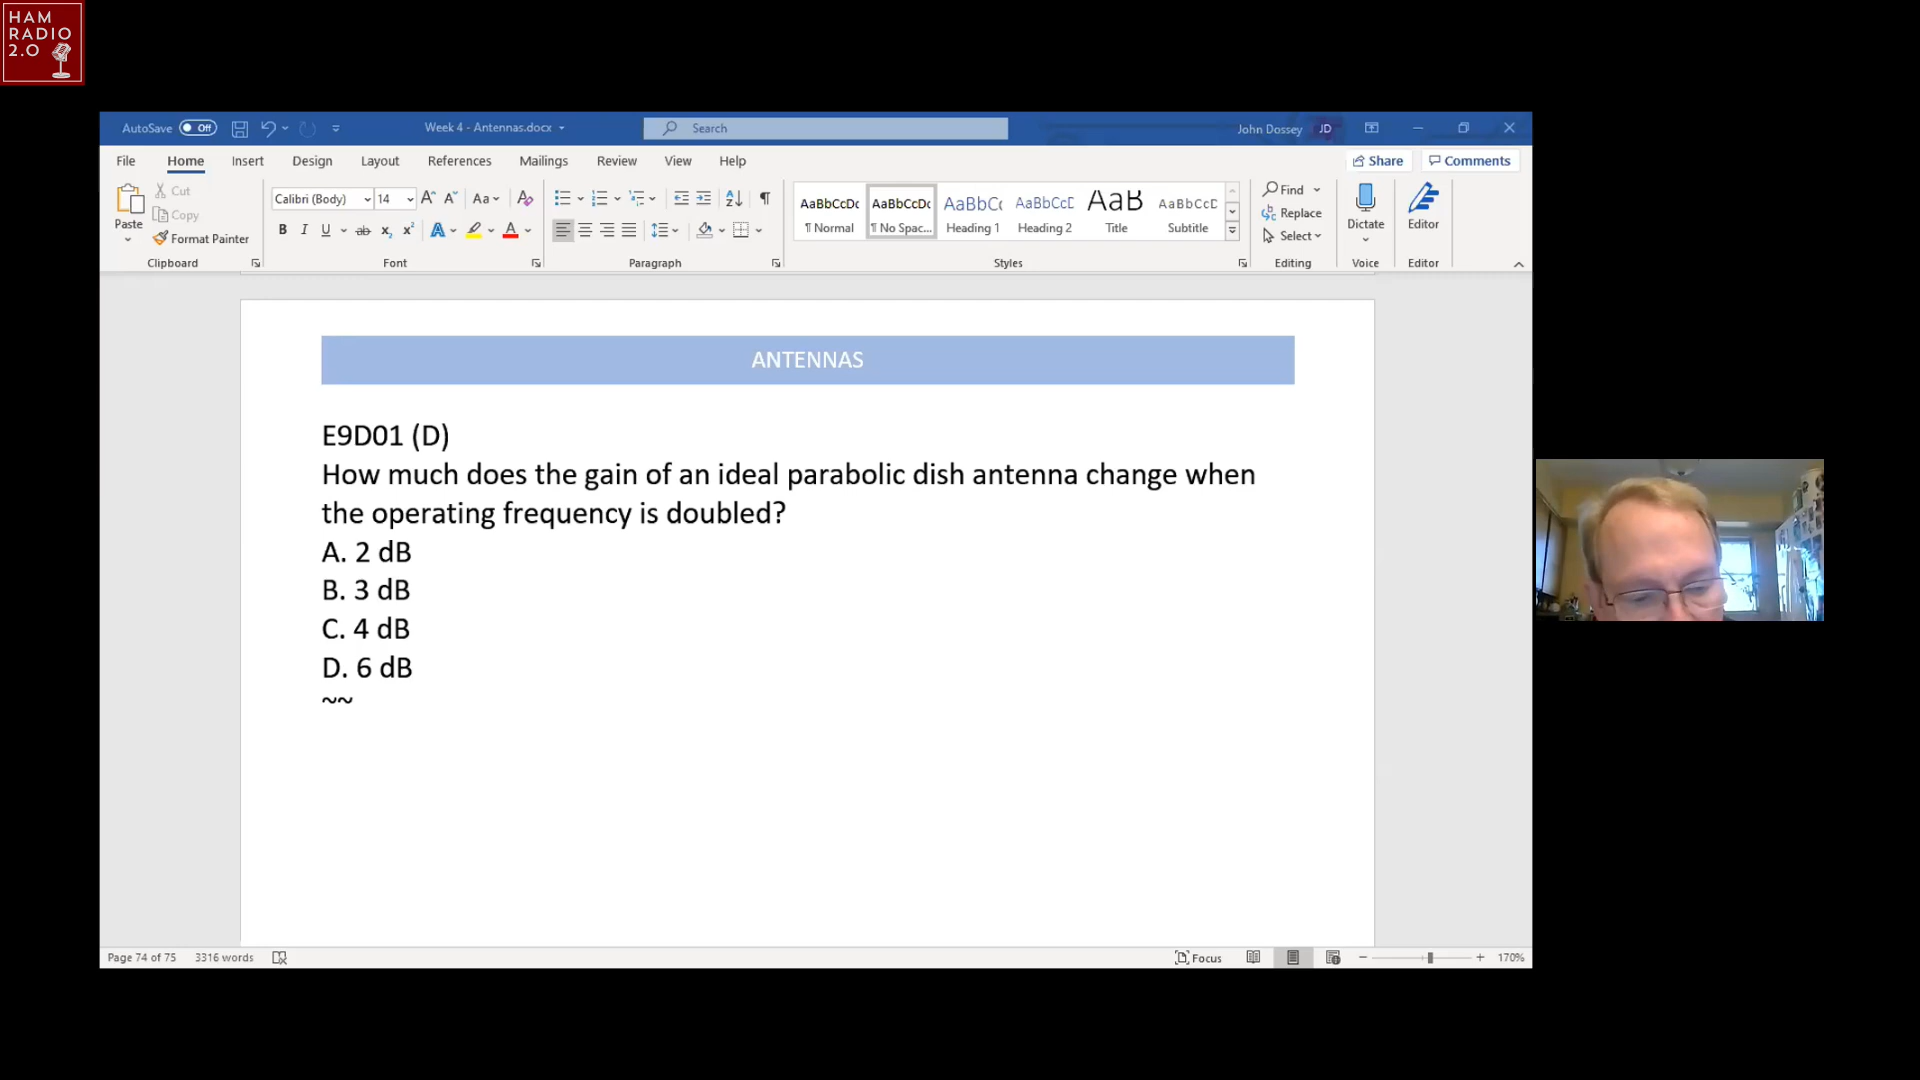 HAM
RADIO
2.0
AutoSave Off
Week 4 - Antennas.docx
Search
John Dossey JD
File Home Insert Design Layout References Mailings Review View Help
Share Comments
Paste
Cut
Copy
Format Painter
Clipboard
Calibri (Body) 14
Font
Paragraph
AaBbCcDc AaBbCcDc AaBbCc AaBbCcD AaB AaBbCcD
¶ Normal ¶ No Spac... Heading 1 Heading 2 Title Subtitle
Styles
Find
Replace
Select
Editing
Dictate
Voice
Editor
Editor
ANTENNAS
E9D01 (D)
How much does the gain of an ideal parabolic dish antenna change when
the operating frequency is doubled?
A. 2 dB
B. 3 dB
C. 4 dB
D. 6 dB
~~
Page 74 of 75 3316 words
Focus
170%